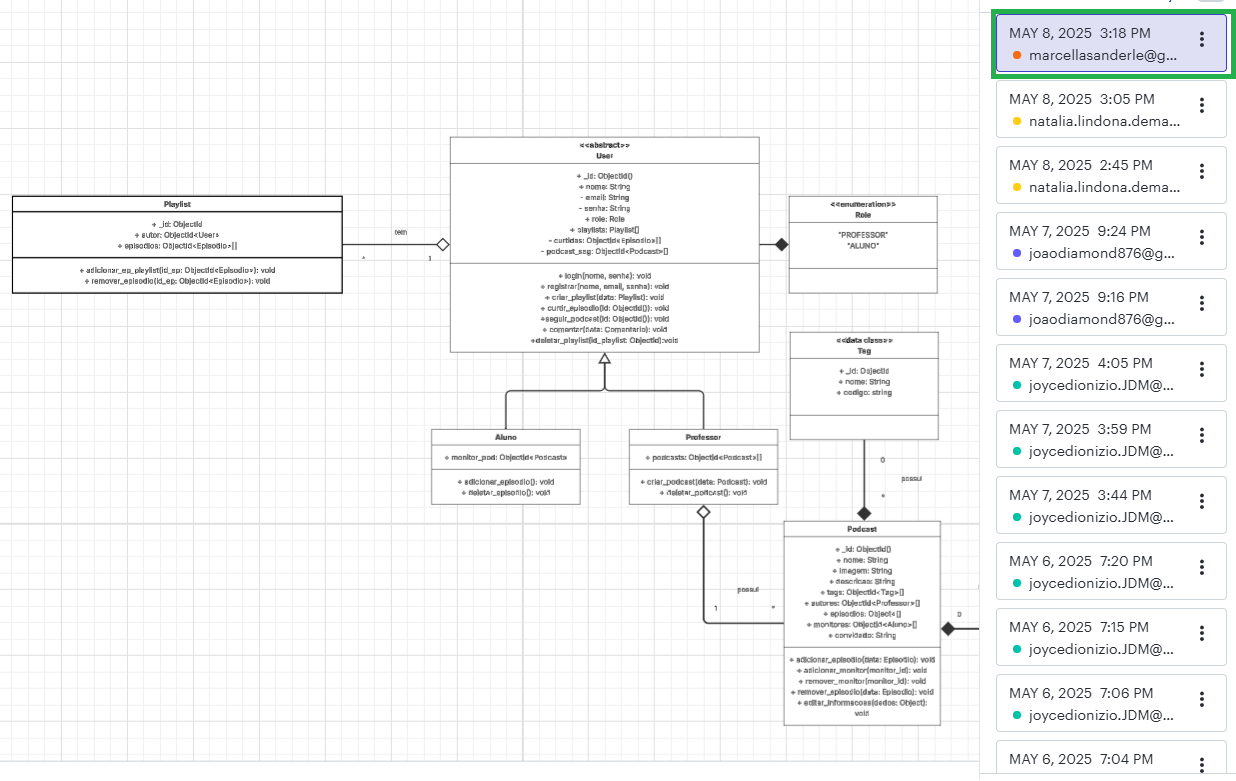 Playlist
+ _id: ObjectId
+ autor: ObjectId<User>
+ episodios: ObjectId<Episodio>[]
+ adicionar_ep_playlist(id_ep: ObjectId<Episodio>): void
+ remover_episodio(id_ep: ObjectId<Episodio>): void
tem
*
1
<<abstract>>
User
+ _id: ObjectId()
+ nome: String
- email: String
- senha: String
+ role: Role
+ playlists: Playlist[]
- curtidas: ObjectId<Episodio>[]
- podcast_seg: ObjectId<Podcast>[]
+ login(nome, senha): void
+ registrar(nome, email, senha): void
+ criar_playlist(data: Playlist): void
+ curtir_episodio(id: ObjectId()): void
+seguir_podcast(id: ObjectId()): void
+ comentar(data: Comentario): void
+deletar_playlist(id_playlist: ObjectId):void
<<enumeration>>
Role
"PROFESSOR"
"ALUNO"
<<data class>>
Tag
+ _id: ObjectId
+ nome: String
+ codigo: string
0
possui
*
Aluno
+ monitor_pod: ObjectId<Podcast>
+ adicionar_episodio(): void
+ deletar_episodio(): void
Professor
+ podcasts: ObjectId<Podcast>[]
+ criar_podcast(data: Podcast): void
+ deletar_podcast(): void
possui
1
*
Podcast
+ _id: ObjectId()
+ nome: String
+ imagem: String
+ descricao: String
+ tags: ObjectId<Tag>[]
+ autores: ObjectId<Professor>[]
+ episodios: Object<[]
+ monitores: ObjectId<Aluno>[]
+ convidado: String
+ adicionar_episodio(data: Episodio): void
+ adicionar_monitor(monitor_id): void
+ remover_monitor(monitor_id): void
+ remover_episodio(data: Episodio): void
+ editar_informacoes(dados: Object):
void
0
MAY 8, 2025 3:18 PM
marcellasanderle@g...
MAY 8, 2025 3:05 PM
natalia.lindona.dema...
MAY 8, 2025 2:45 PM
natalia.lindona.dema...
MAY 7, 2025 9:24 PM
joaodiamond876@g...
MAY 7, 2025 9:16 PM
joaodiamond876@g...
MAY 7, 2025 4:05 PM
joycedionizio.JDM@...
MAY 7, 2025 3:59 PM
joycedionizio.JDM@...
MAY 7, 2025 3:44 PM
joycedionizio.JDM@...
MAY 6, 2025 7:20 PM
joycedionizio.JDM@...
MAY 6, 2025 7:15 PM
joycedionizio.JDM@...
MAY 6, 2025 7:06 PM
joycedionizio.JDM@...
MAY 6, 2025 7:04 PM